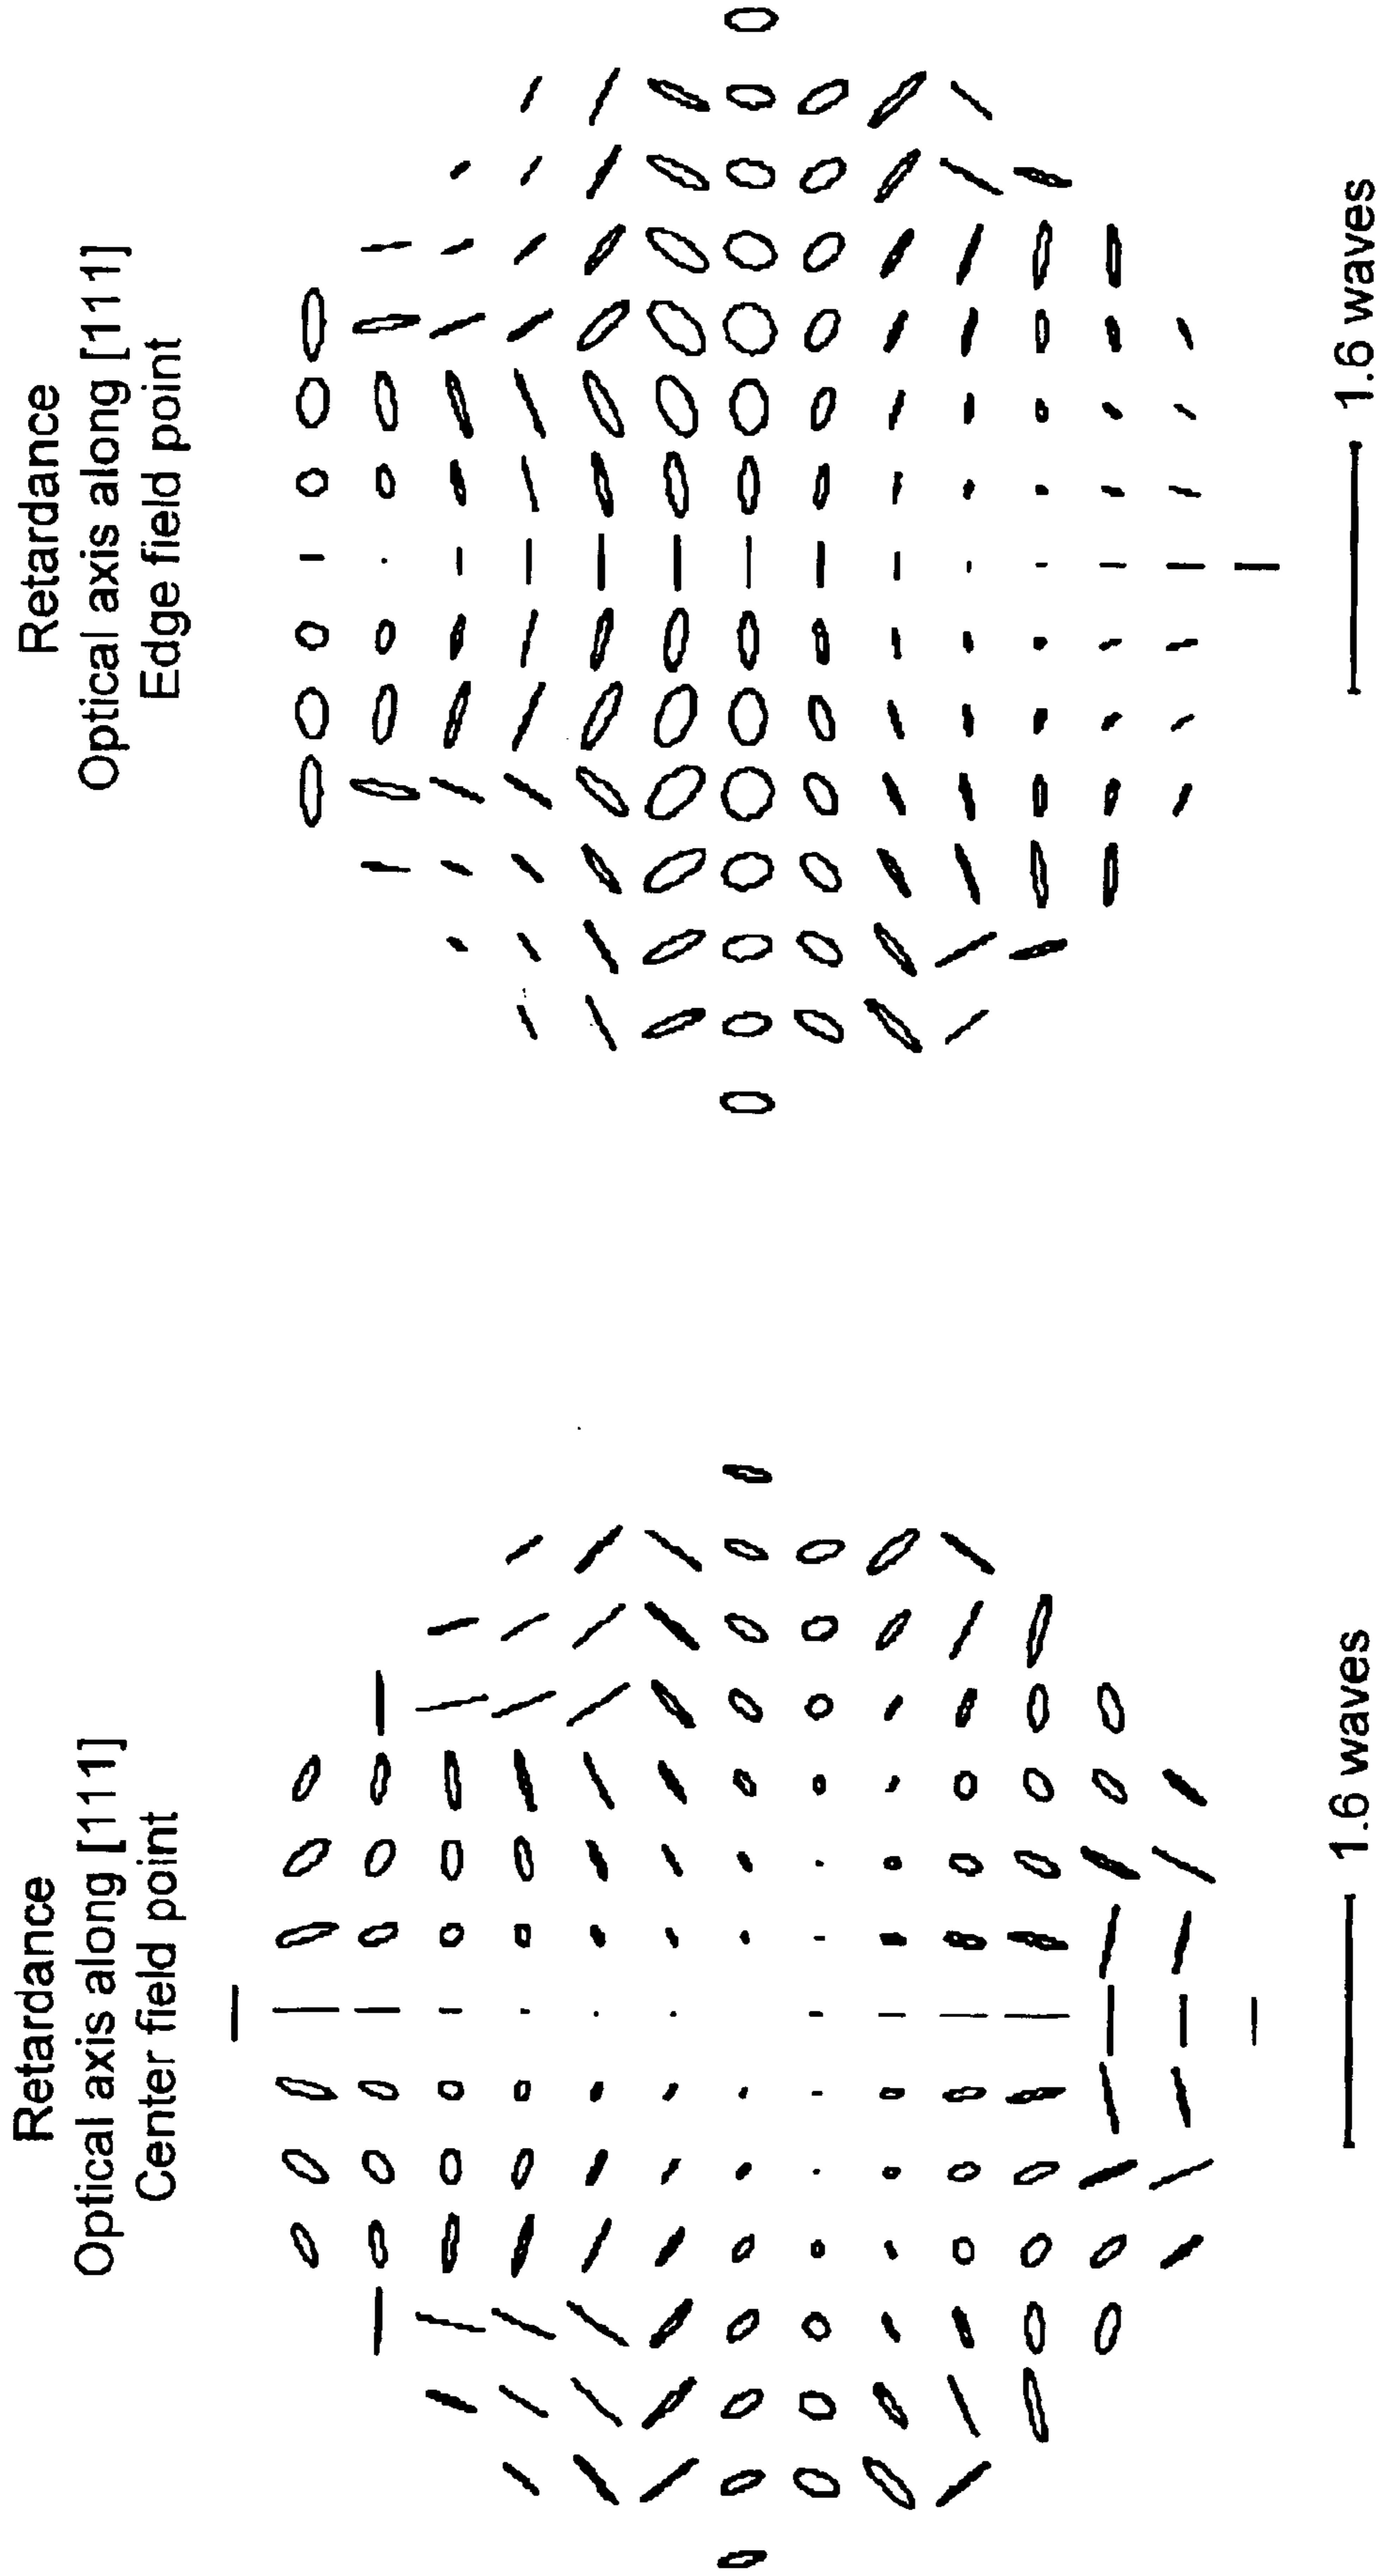 Retardance
Optical axis along [111]
Center field point
1.6 waves
Retardance
Optical axis along [111]
Edge field point
1.6 waves